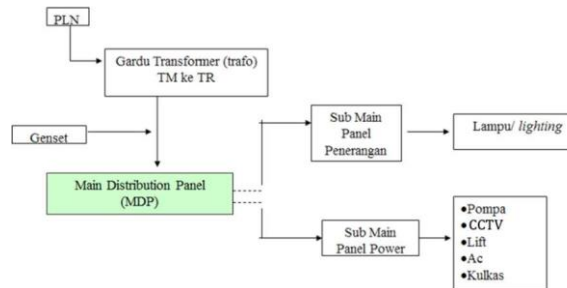 PLN
Gardu Transformer (trafo)
TM ke TR
Genset
Main Distribution Panel
(MDP)
Sub Main
Panel
Penerangan
Lampu/ lighting
Sub Main
Panel Power
●Pompa
●CCTV
●Lift
●Ac
●Kulkas